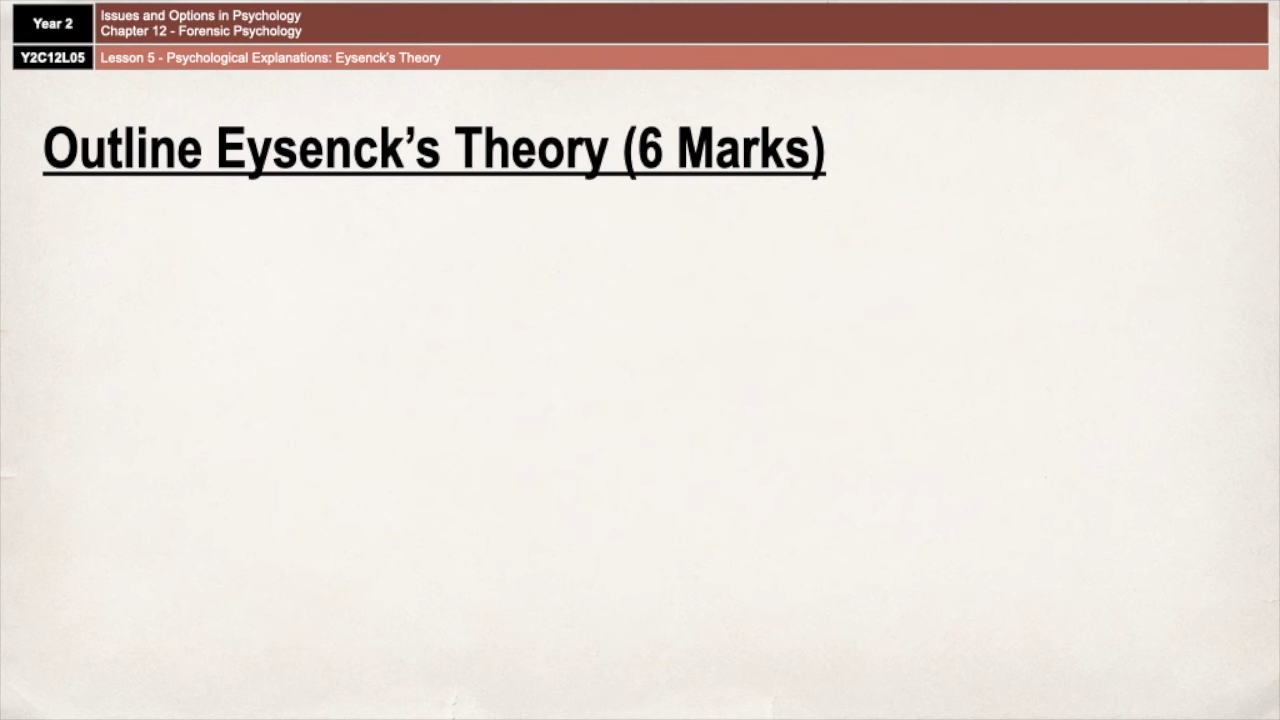 Year 2
Issues and Options in Psychology
Chapter 12 - Forensic Psychology
Y2C12L05
Lesson 5 - Psychological Explanations: Eysenck's Theory
Outline Eysenck’s Theory (6 Marks)